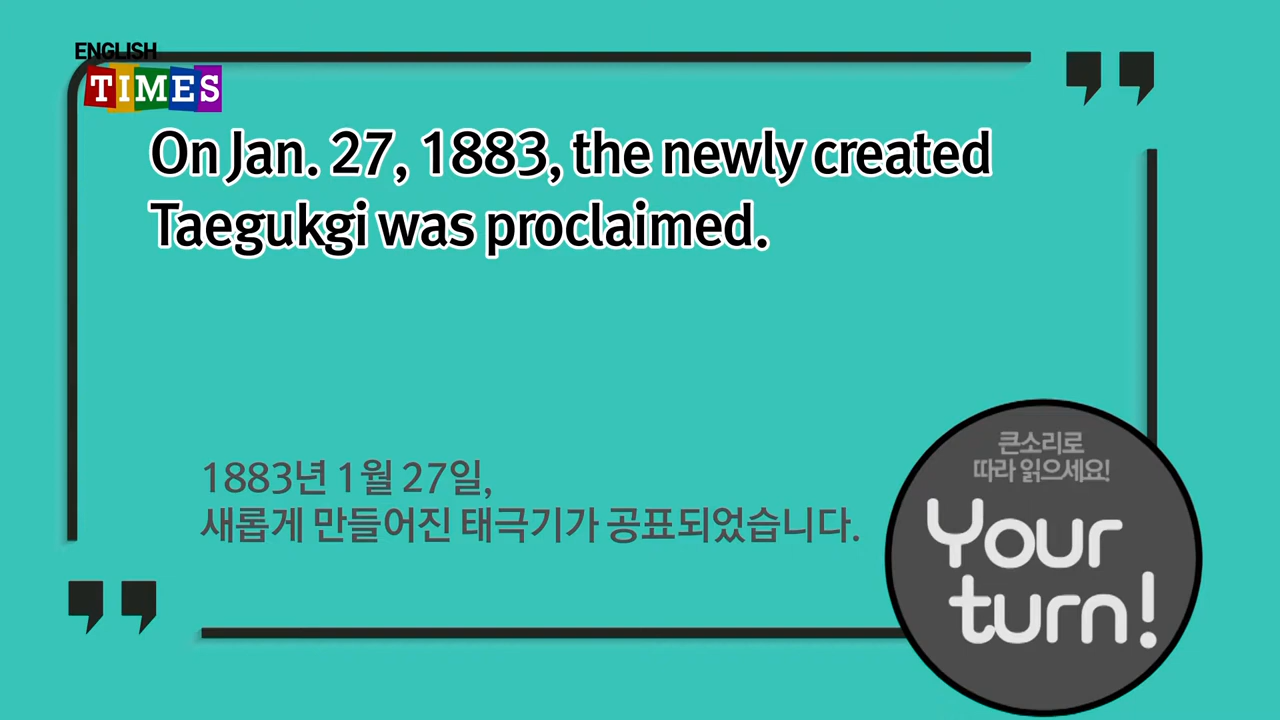 ENGLISH
TIMES
On Jan. 27, 1883, the newly created
Taegukgi was proclaimed.
1883년 1월 27일,
새롭게 만들어진 태극기가 공표되었습니다.
큰소리로
따라 읽으세요!
Your
turn!